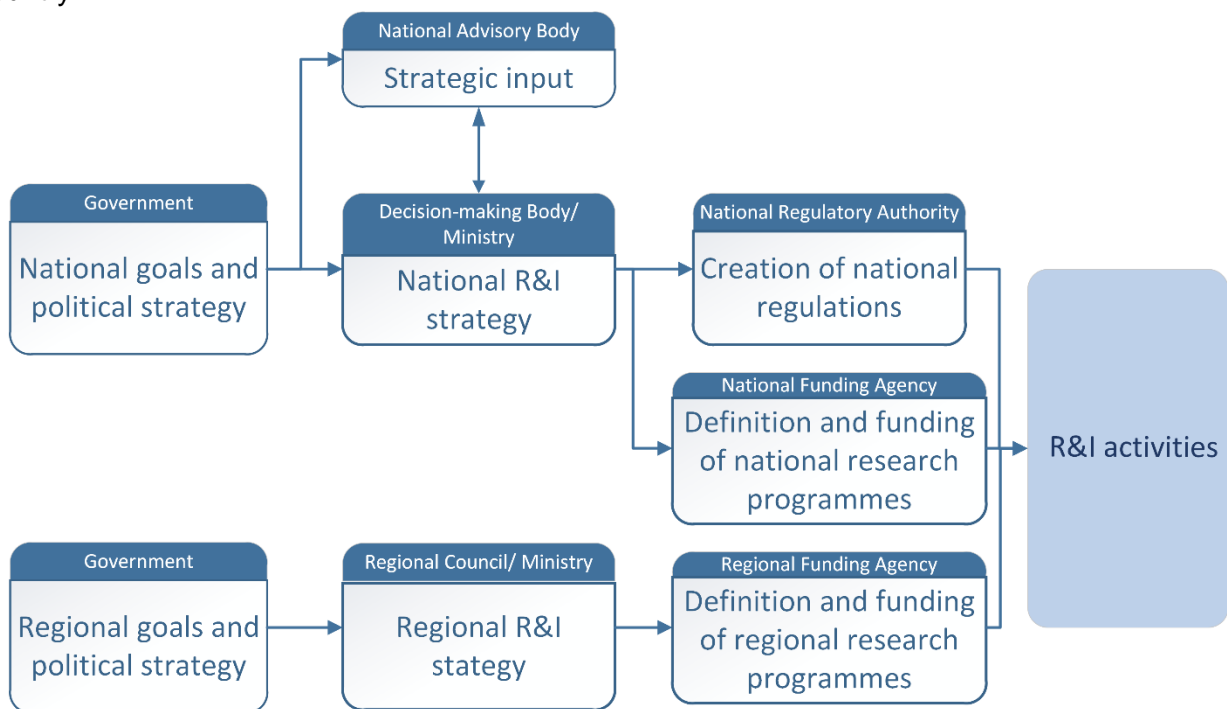 National Advisory Body
Strategic input
Government
National goals and
political strategy
Decision-making Body/
Ministry
National R&I
strategy
National Regulatory Authority
Creation of national
regulations
National Funding Agency
Definition and funding
of national research
programmes
R&I activities
Government
Regional goals and
political strategy
Regional Council/ Ministry
Regional R&I
stategy
Regional Funding Agency
Definition and funding
of regional research
programmes